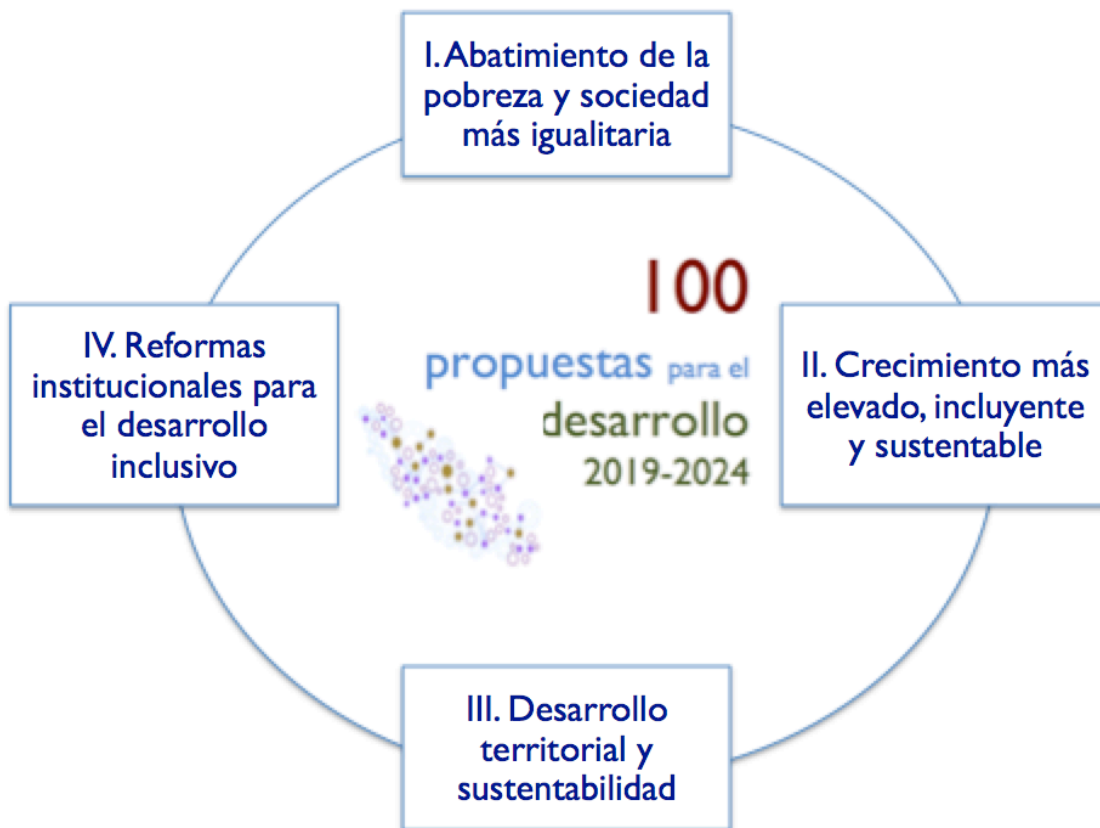 I. Abatimiento de la
pobreza y sociedad
más igualitaria
100
propuestas para el
desarrollo
2019-2024
II. Crecimiento más
elevado, incluyente
y sustentable
III. Desarrollo
territorial y
sustentabilidad
IV. Reformas
institucionales para
el desarrollo
inclusivo